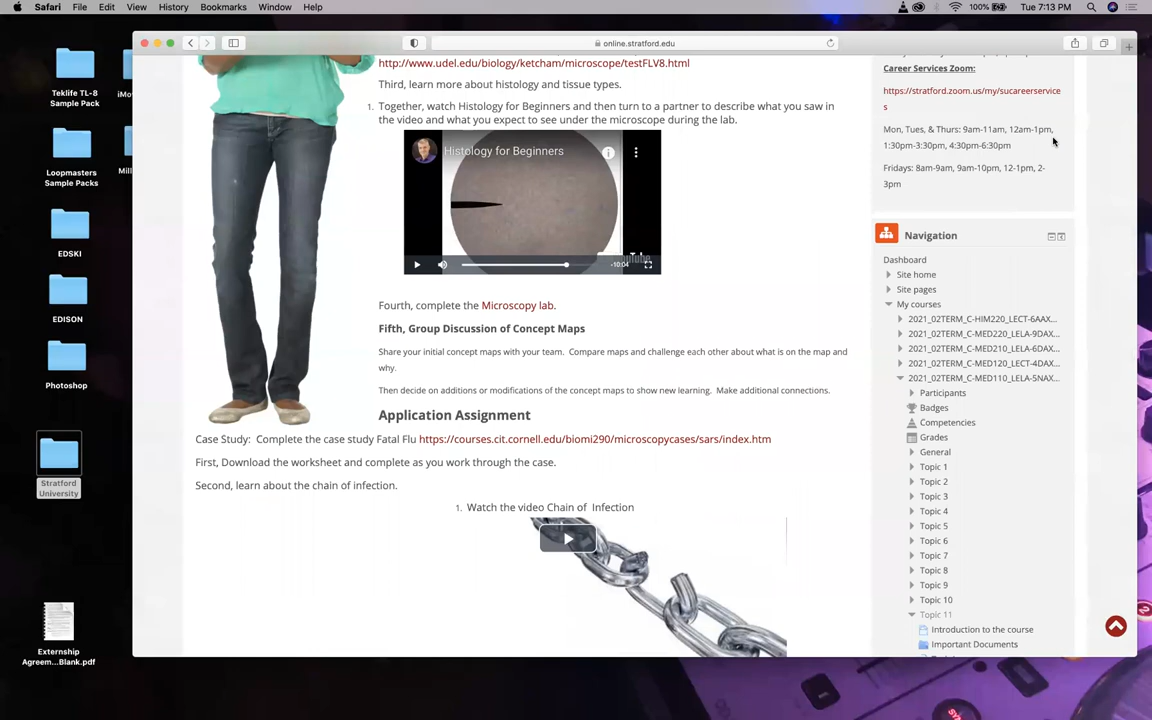 Safari File Edit View History Bookmarks Window Help
100% Tue 7:13 PM
online.stratford.edu
Teklife TL-8
Sample Pack
Loopmasters
Sample Packs
EDSKI
EDISON
Photoshop
Stratford
University
Externship
Agreem...Blank.pdf
iMo
Mill
http://www.udel.edu/biology/ketcham/microscope/testFLV8.html
Third, learn more about histology and tissue types.
1. Together, watch Histology for Beginners and then turn to a partner to describe what you saw in
the video and what you expect to see under the microscope during the lab.
Histology for Beginners
-10:04
Fourth, complete the Microscopy lab.
Fifth, Group Discussion of Concept Maps
Share your initial concept maps with your team. Compare maps and challenge each other about what is on the map and
why.
Then decide on additions or modifications of the concept maps to show new learning. Make additional connections.
Application Assignment
Case Study: Complete the case study Fatal Flu https://courses.cit.cornell.edu/biomi290/microscopycases/sars/index.htm
First, Download the worksheet and complete as you work through the case.
Second, learn about the chain of infection.
1. Watch the video Chain of Infection
Career Services Zoom:
https://stratford.zoom.us/my/sucareerservice
s
Mon, Tues, & Thurs: 9am-11am, 12am-1pm,
1:30pm-3:30pm, 4:30pm-6:30pm
Fridays: 8am-9am, 9am-10pm, 12-1pm, 2-
3pm
Navigation
Dashboard
Site home
Site pages
My courses
2021_02TERM_C-HIM220_LECT-6AAX...
2021_02TERM_C-MED220_LELA-9DAX...
2021_02TERM_C-MED210_LELA-6DAX...
2021_02TERM_C-MED120_LECT-4DAX...
2021_02TERM_C-MED110_LELA-5NAX...
Participants
Badges
Competencies
Grades
General
Topic 1
Topic 2
Topic 3
Topic 4
Topic 5
Topic 6
Topic 7
Topic 8
Topic 9
Topic 10
Topic 11
Introduction to the course
Important Documents